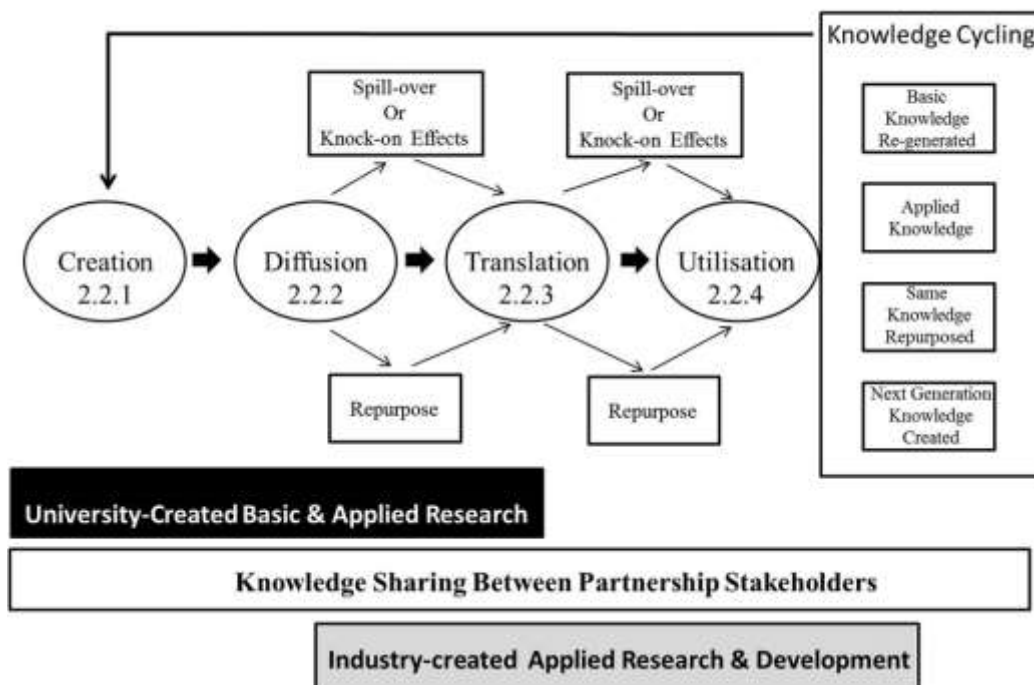 Knowledge Cycling
Spill-over
Or
Knock-on Effects
Spill-over
Or
Knock-on Effects
Basic
Knowledge
Re-generated
Applied
Knowledge
Same
Knowledge
Repurposed
Next Generation
Knowledge
Created
Creation
2.2.1
Diffusion
2.2.2
Translation
2.2.3
Utilisation
2.2.4
Repurpose
Repurpose
University-Created Basic & Applied Research
Knowledge Sharing Between Partnership Stakeholders
Industry-created Applied Research & Development